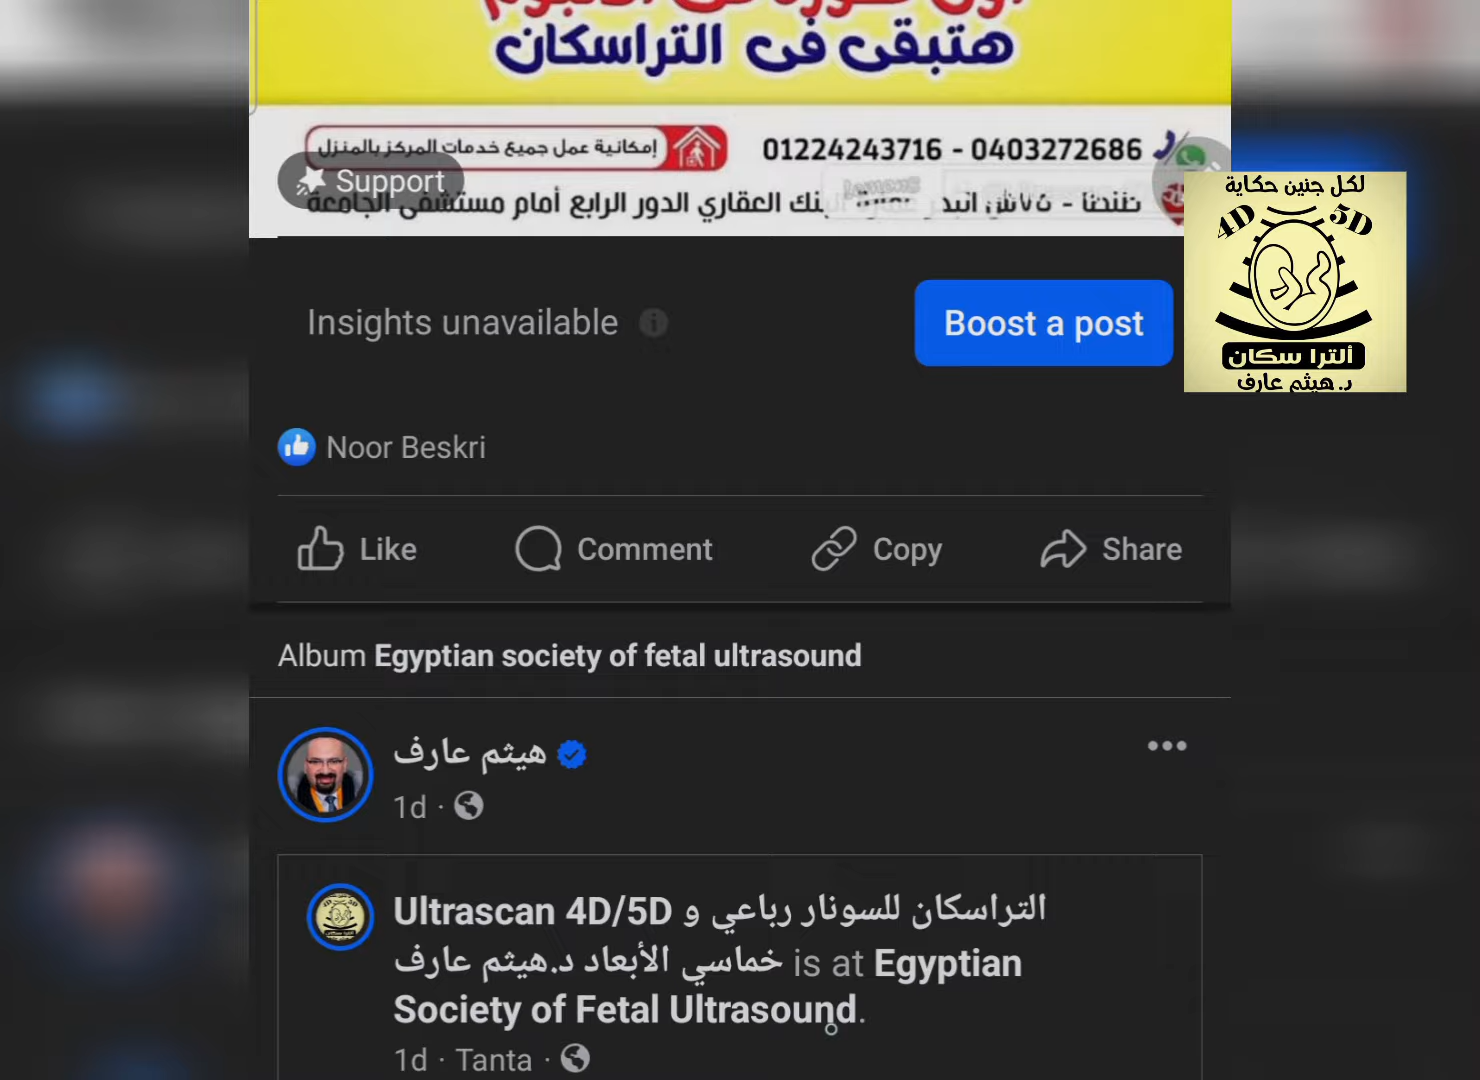 هتبقى فى التراسكان
إمكانية عمل جميع خدمات المركز بالمنزل
01224243716 - 0403272686
Support
البنك العقاري الدور الرابع أمام مستشفى الجامعة
لكل جنين حكاية
4D 5D
ألترا سكان
د. هيثم عارف
Insights unavailable
Boost a post
Noor Beskri
Like Comment Copy Share
Album Egyptian society of fetal ultrasound
هيثم عارف
1d ·
Ultrascan 4D/5D التراسكان للسونار رباعي و
خماسي الأبعاد د.هيثم عارف is at Egyptian
Society of Fetal Ultrasound.
1d · Tanta ·